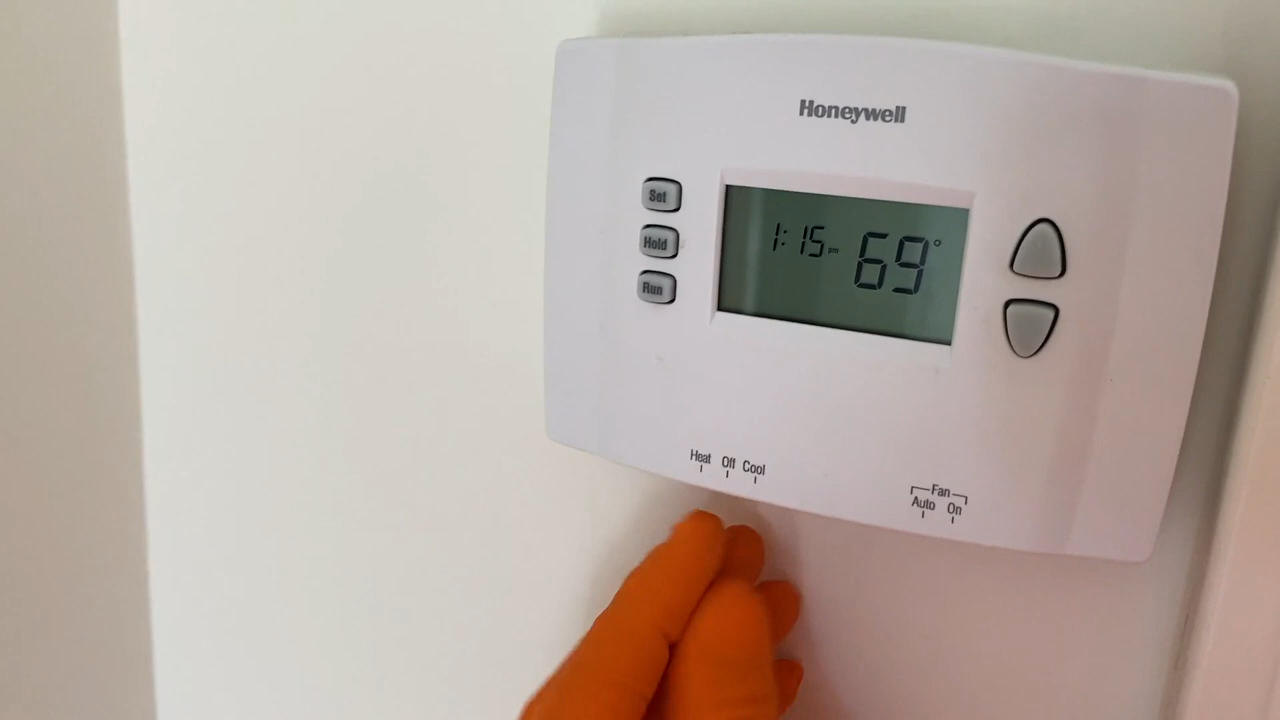 Honeywell
Set
Hold
Run
1:15 pm 69°
Heat Off Cool
Fan
Auto On